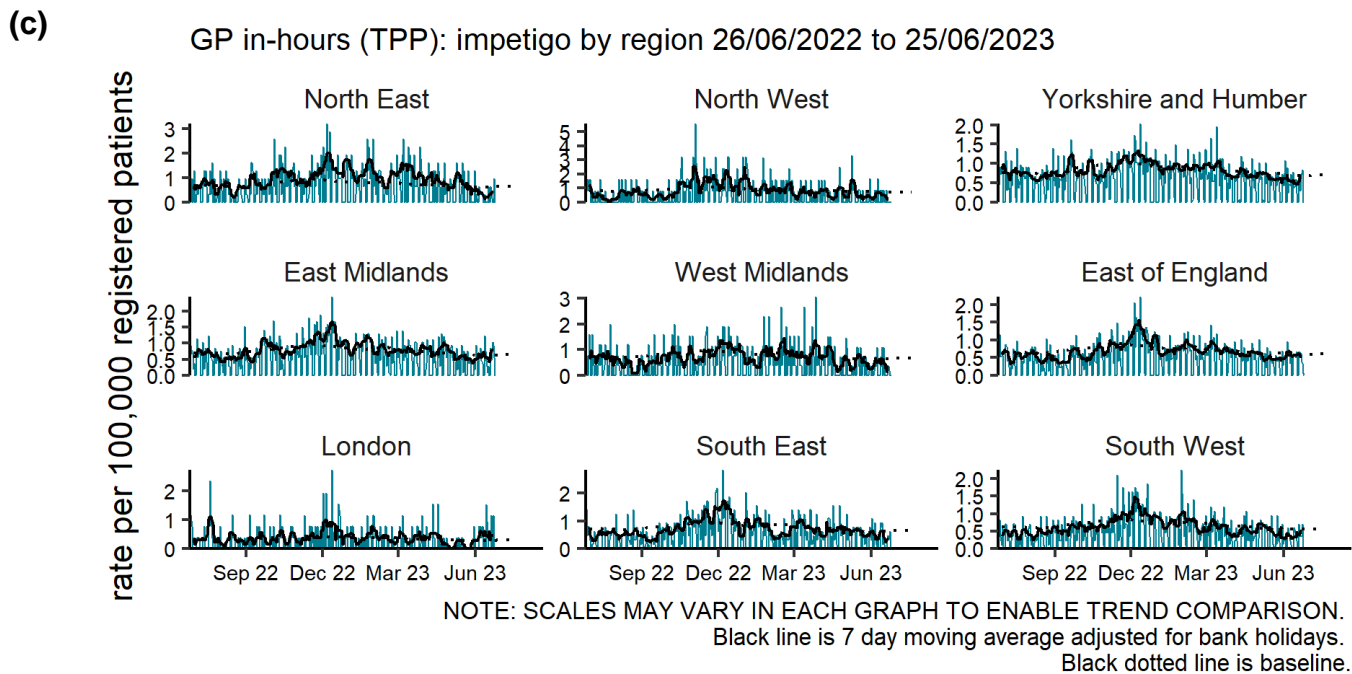 (c)
GP in-hours (TPP): impetigo by region 26/06/2022 to 25/06/2023
rate per 100,000 registered patients
North East
3
2
1
0
North West
5
4
3
2
1
0
Yorkshire and Humber
2.0
1.5
1.0
0.5
0.0
East Midlands
2.0
1.5
1.0
0.5
0.0
West Midlands
3
2
1
0
East of England
2.0
1.5
1.0
0.5
0.0
London
2
1
0
South East
2
1
0
South West
2.0
1.5
1.0
0.5
0.0
Sep 22 Dec 22 Mar 23 Jun 23
Sep 22 Dec 22 Mar 23 Jun 23
Sep 22 Dec 22 Mar 23 Jun 23
NOTE: SCALES MAY VARY IN EACH GRAPH TO ENABLE TREND COMPARISON.
Black line is 7 day moving average adjusted for bank holidays.
Black dotted line is baseline.